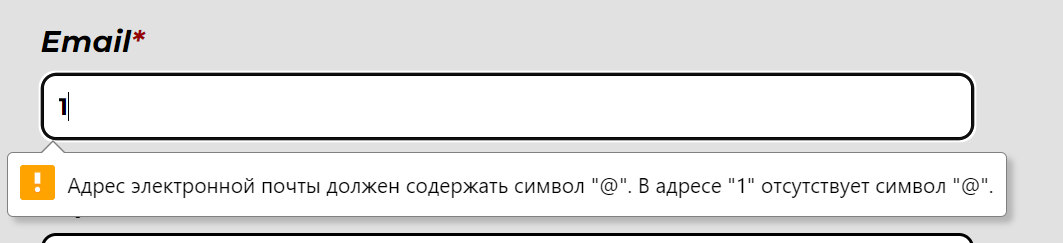 Email*
1
Адрес электронной почты должен содержать символ "@". В адресе "1" отсутствует символ "@".